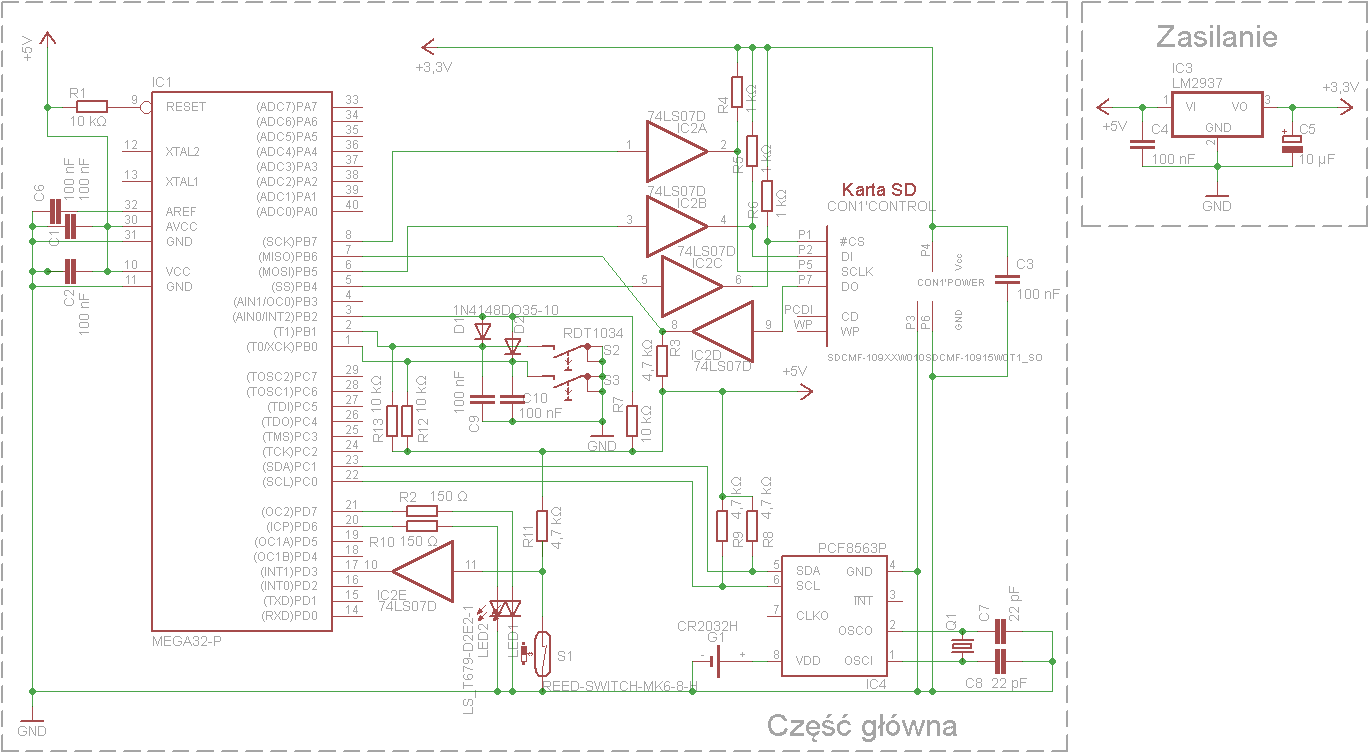 Zasilanie
+5V
+3,3V
IC1
IC3
LM2937
+3,3V
R1
10 kΩ
9
RESET
(ADC7)PA7
33
(ADC6)PA6
34
(ADC5)PA5
35
(ADC4)PA4
36
(ADC3)PA3
37
(ADC2)PA2
38
(ADC1)PA1
39
(ADC0)PA0
40
12
XTAL2
13
XTAL1
32
AREF
30
AVCC
31
GND
10
VCC
11
GND
C6
100 nF
100 nF
C1
C2
100 nF
(SCK)PB7
8
(MISO)PB6
7
(MOSI)PB5
6
(SS)PB4
5
(AIN1/OC0)PB3
4
(AIN0/INT2)PB2
3
(T1)PB1
2
(T0/XCK)PB0
1
(TOSC2)PC7
29
(TOSC1)PC6
28
(TDI)PC5
27
(TDO)PC4
26
(TMS)PC3
25
(TCK)PC2
24
(SDA)PC1
23
(SCL)PC0
22
(OC2)PD7
21
(ICP)PD6
20
(OC1A)PD5
19
(OC1B)PD4
18
(INT1)PD3
17
(INT0)PD2
16
(TXD)PD1
15
(RXD)PD0
14
MEGA32-P
74LS07D
IC2A
1
2
74LS07D
IC2B
3
4
74LS07D
IC2C
5
6
8
9
IC2D
74LS07D
R4
1 kΩ
R5
1 kΩ
R6
1 kΩ
Karta SD
CON1'CONTROL
P1
#CS
P2
DI
P5
SCLK
P7
DO
PCDI
CD
WP
WP
P4
Vcc
CON1'POWER
P3
P6
GND
C3
100 nF
SDCMF-109XXW010SDCMF-10915W0T1_SO
1N4148DO35-10
D1
D2
RDT1034
S2
S3
R3
4,7 kΩ
+5V
R13
10 kΩ
R12
10 kΩ
100 nF
C9
C10
100 nF
R7
10 kΩ
GND
R2
150 Ω
R10
150 Ω
10
11
IC2E
74LS07D
R11
4,7 kΩ
LS_T679-D2E2-1
LED2
LED1
S1
REED-SWITCH-MK6-8-H
R9
4,7 kΩ
R8
4,7 kΩ
PCF8563P
5
SDA
6
SCL
7
CLKO
8
VDD
GND
4
INT
3
OSCO
2
OSCI
1
IC4
CR2032H
G1
-
+
Q1
C7
22 pF
C8
22 pF
GND
Część główna
1
VI
VO
3
GND
2
+5V
C4
100 nF
+
C5
10 µF
GND